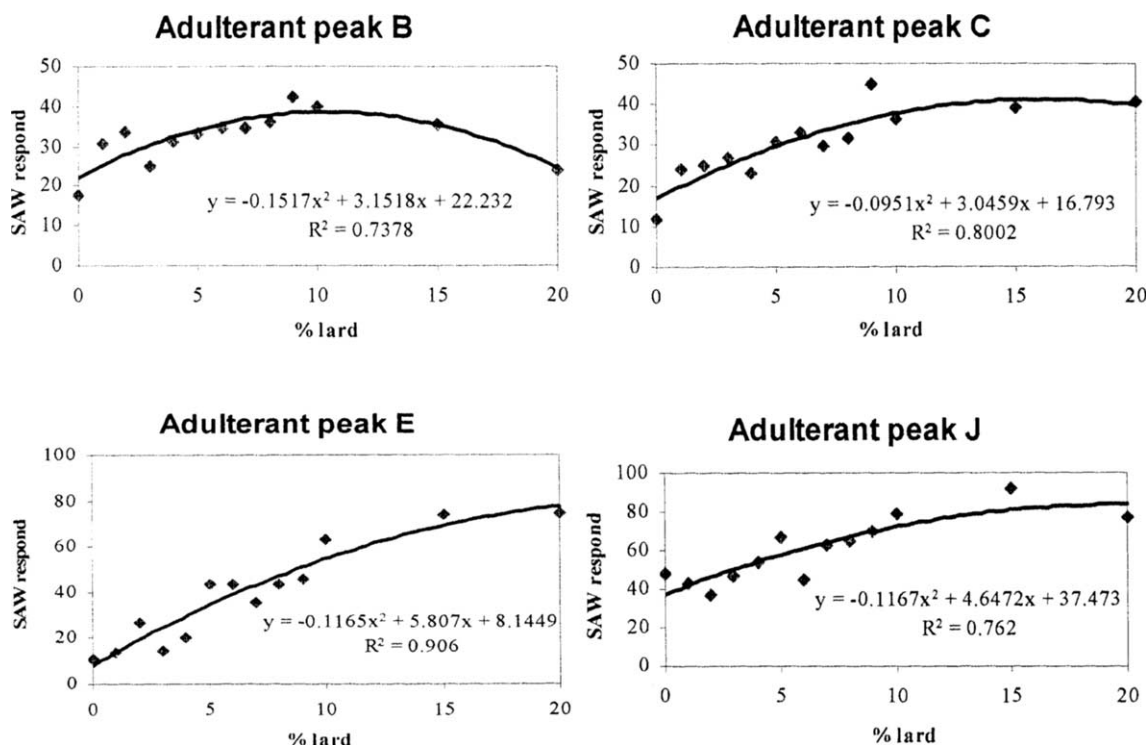 Adulterant peak B
50
40
30
20
10
0
SAW respond
y = -0.1517x² + 3.1518x + 22.232
R² = 0.7378
0 5 10 15 20
% lard
Adulterant peak C
50
40
30
20
10
0
SAW respond
y = -0.0951x² + 3.0459x + 16.793
R² = 0.8002
0 5 10 15 20
% lard
Adulterant peak E
100
80
60
40
20
0
SAW respond
y = -0.1165x² + 5.807x + 8.1449
R² = 0.906
0 5 10 15 20
% lard
Adulterant peak J
100
80
60
40
20
0
SAW respond
y = -0.1167x² + 4.6472x + 37.473
R² = 0.762
0 5 10 15 20
% lard